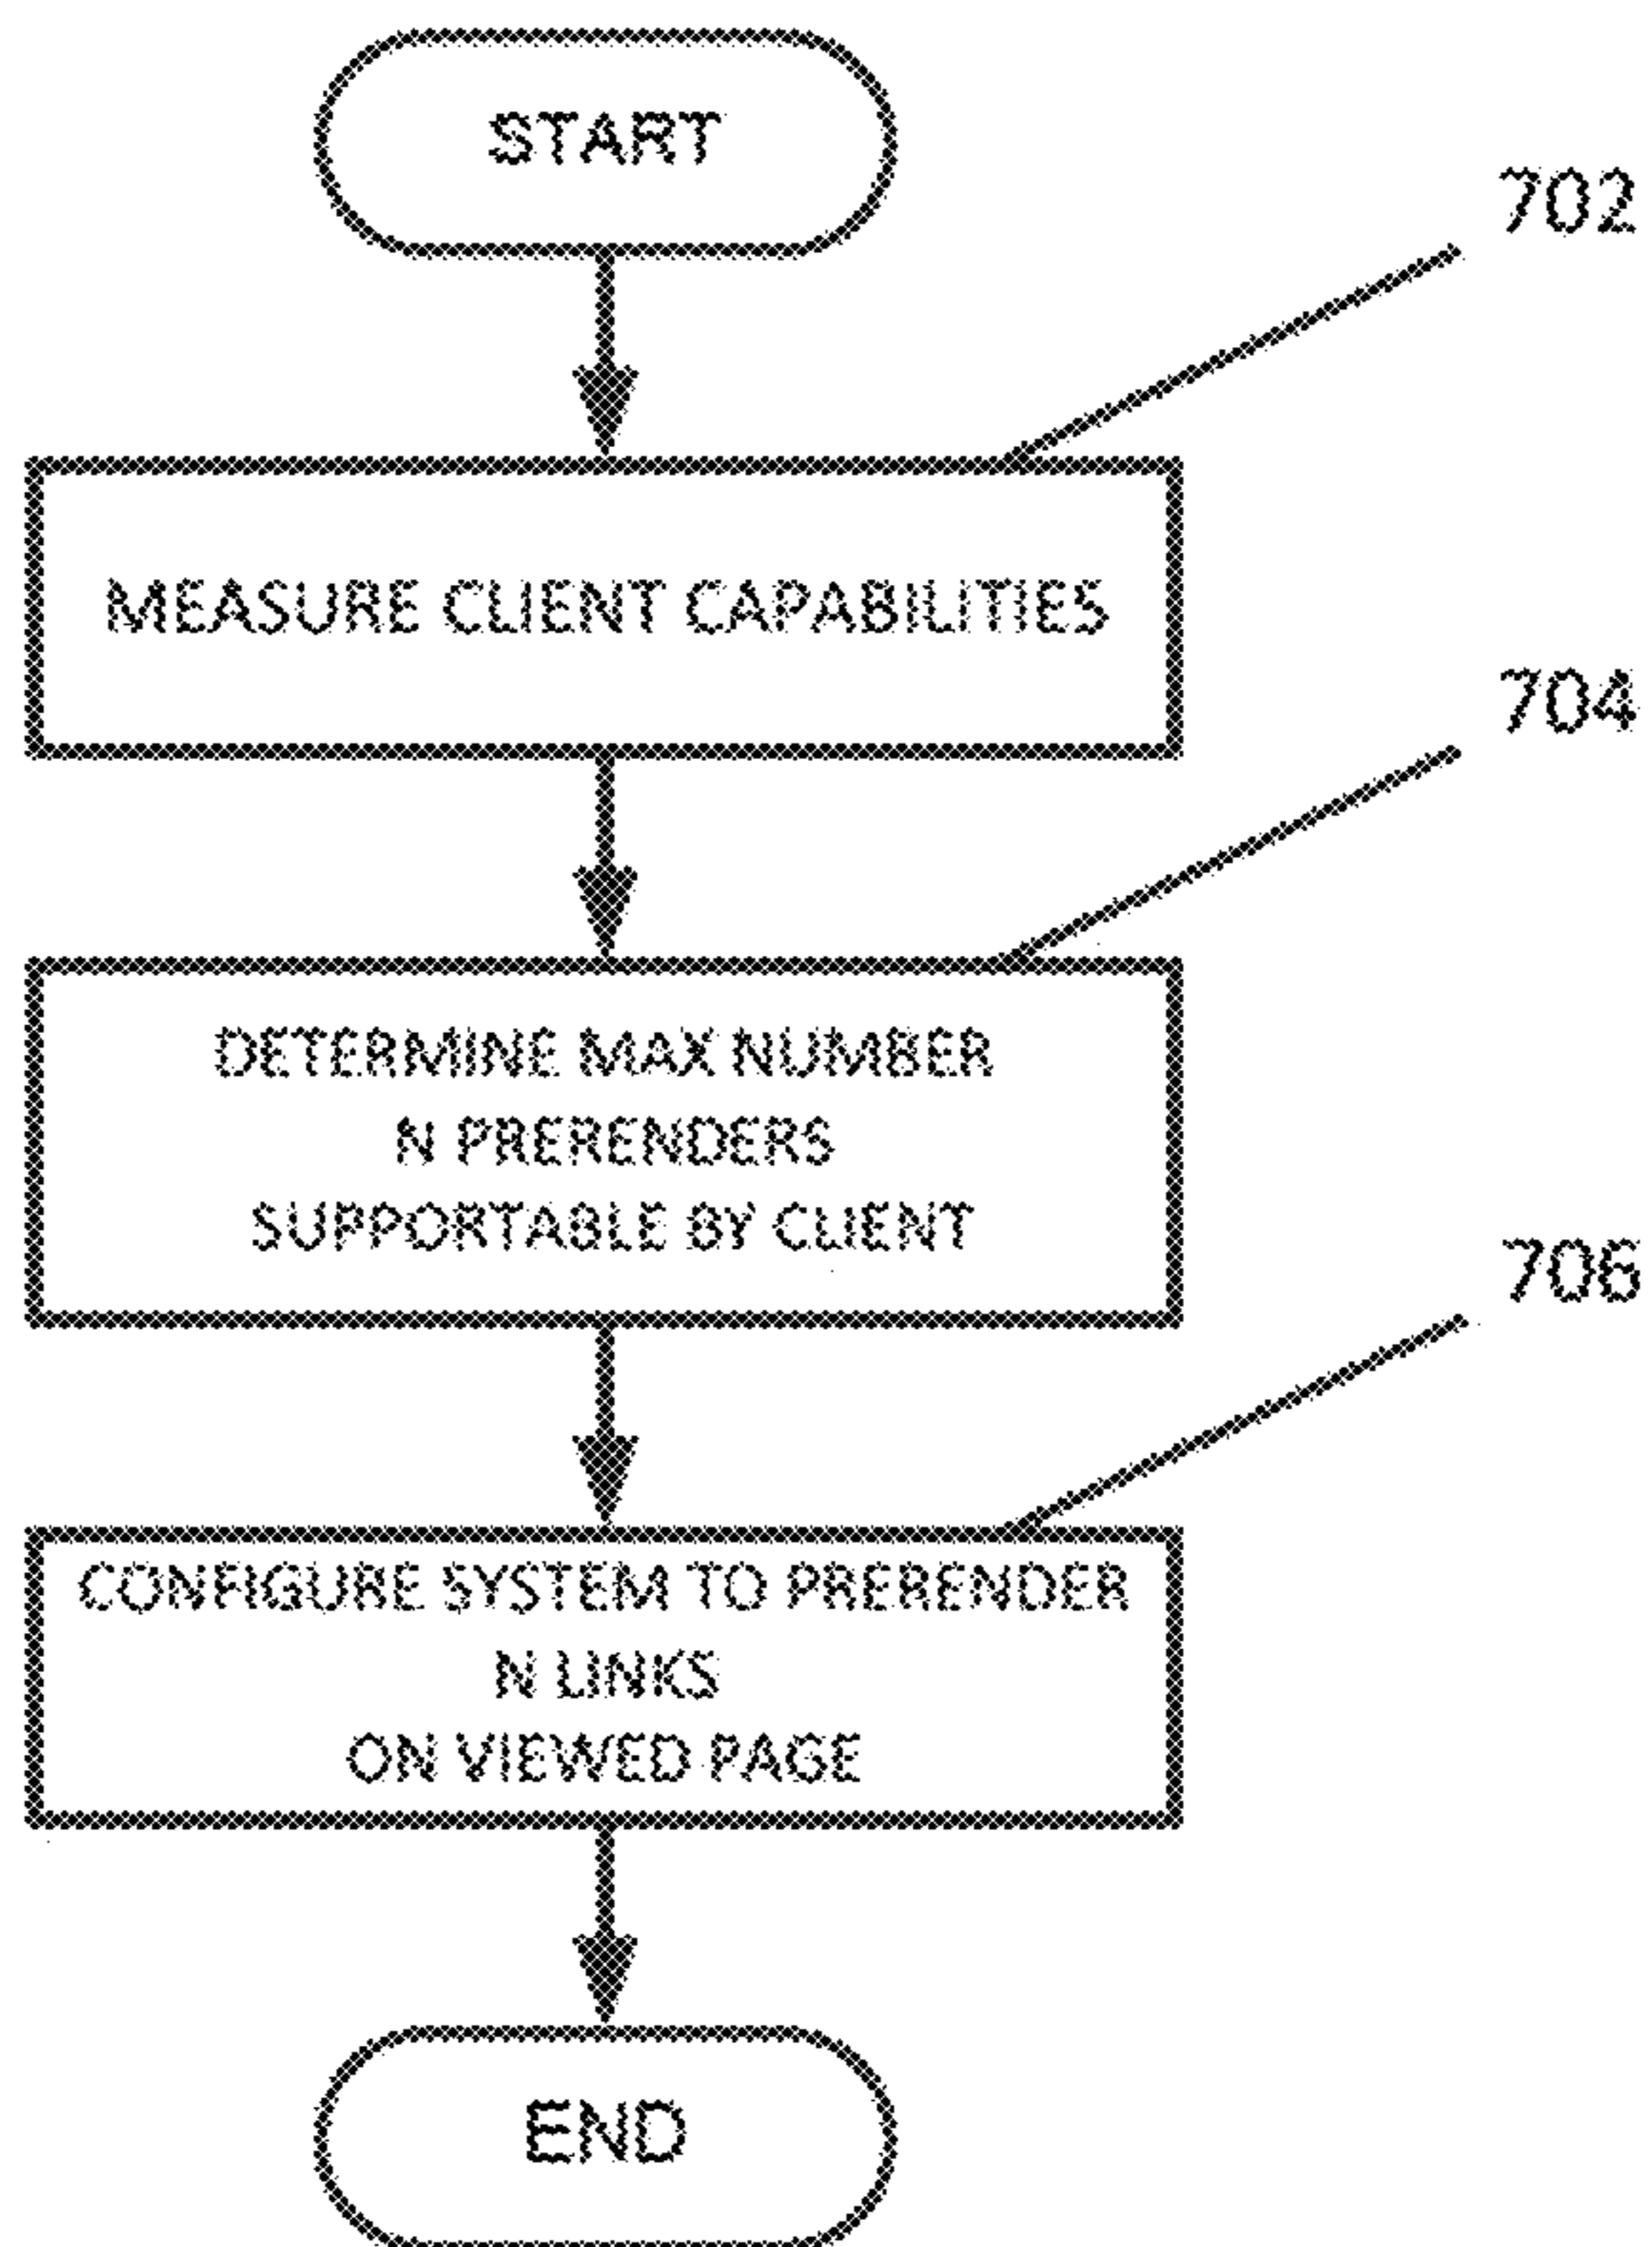 START
702
MEASURE CLIENT CAPABILITIES
704
DETERMINE MAX NUMBER
N PRERENDERS
SUPPORTABLE BY CLIENT
706
CONFIGURE SYSTEM TO PRERENDER
N LINKS
ON VIEWED PAGE
END